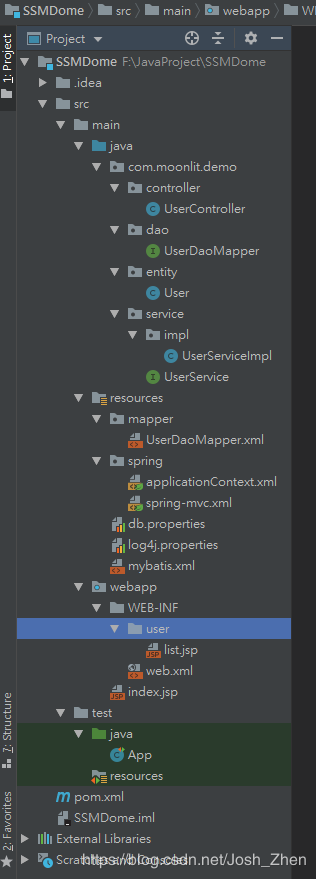 SSMDome src main webapp WE
1: Project
Project
SSMDome F:\JavaProject\SSMDome
.idea
src
main
java
com.moonlit.demo
controller
UserController
dao
UserDaoMapper
entity
User
service
impl
UserServiceImpl
UserService
resources
mapper
UserDaoMapper.xml
spring
applicationContext.xml
spring-mvc.xml
db.properties
log4j.properties
mybatis.xml
webapp
WEB-INF
user
list.jsp
web.xml
index.jsp
test
java
App
resources
pom.xml
SSMDome.iml
External Libraries
Scratches and Consoles
https://blog.csdn.net/Josh_Zhen
7: Structure
2: Favorites